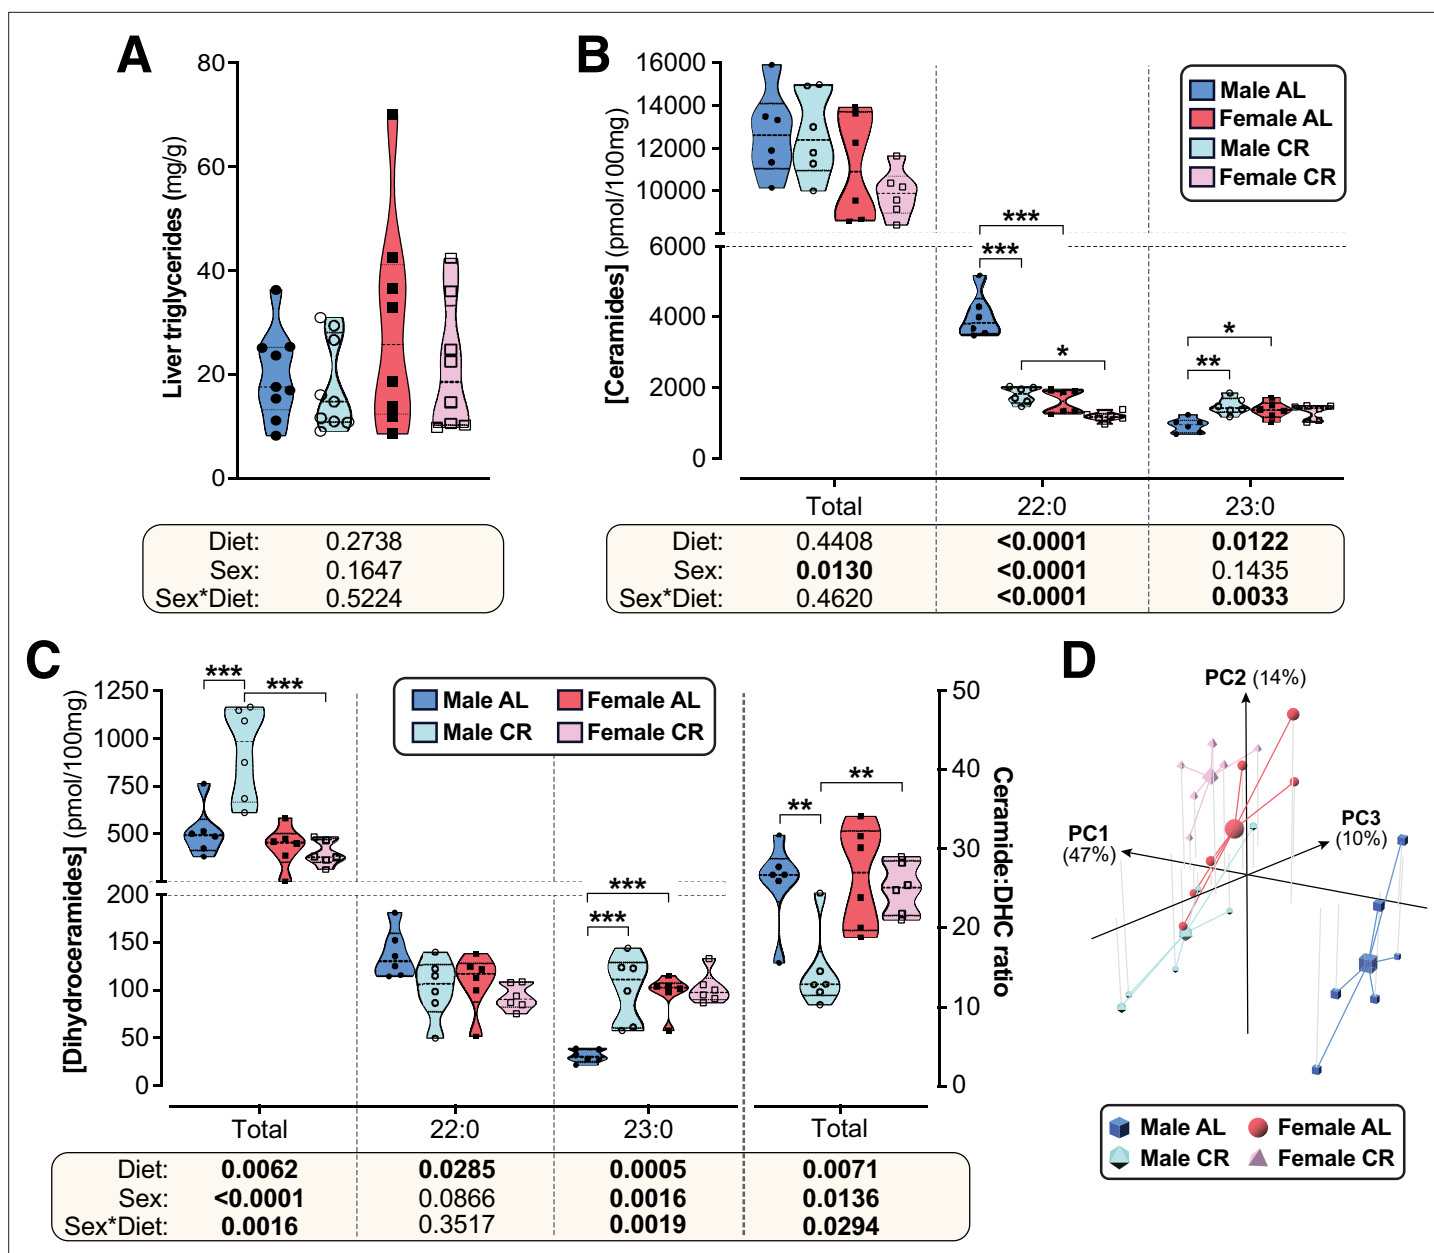 A
80
60
40
20
0
Liver triglycerides (mg/g)
Diet: 0.2738
Sex: 0.1647
Sex*Diet: 0.5224
B
16000
14000
12000
10000
6000
4000
2000
0
[Ceramides] (pmol/100mg)
Male AL
Female AL
Male CR
Female CR
***
***
*
*
**
Total 22:0 23:0
Diet: 0.4408 <0.0001 0.0122
Sex: 0.0130 <0.0001 0.1435
Sex*Diet: 0.4620 <0.0001 0.0033
C
1250
1000
750
500
200
150
100
50
0
[Dihydroceramides] (pmol/100mg)
*** ***
Male AL Female AL
Male CR Female CR
***
***
**
**
50
40
30
20
10
0
Ceramide:DHC ratio
Total 22:0 23:0 Total
Diet: 0.0062 0.0285 0.0005 0.0071
Sex: <0.0001 0.0866 0.0016 0.0136
Sex*Diet: 0.0016 0.3517 0.0019 0.0294
D
PC2 (14%)
PC1
(47%)
PC3
(10%)
Male AL Female AL
Male CR Female CR